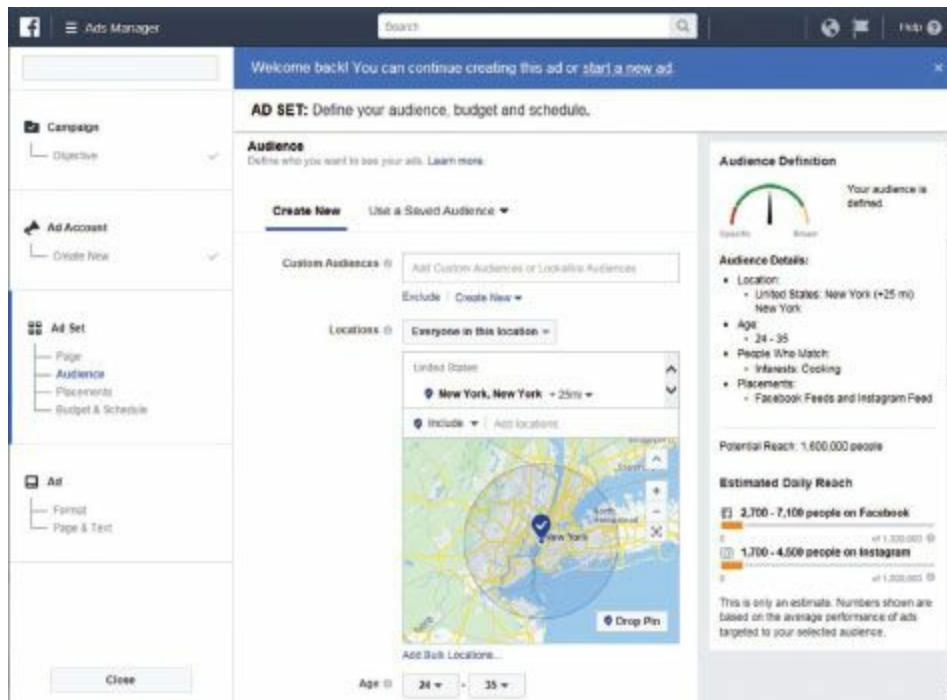 Ads Manager
Search
Help
Welcome back! You can continue creating this ad or start a new ad.
AD SET: Define your audience, budget and schedule.
Campaign
Objective
Ad Account
Create New
Ad Set
Page
Audience
Placements
Budget & Schedule
Ad
Format
Page & Text
Close
Audience
Define who you want to see your ads. Learn more.
Create New
Use a Saved Audience
Custom Audiences
Add Custom Audiences or Lookalike Audiences
Exclude | Create New
Locations
Everyone in this location
United States
New York, New York + 25mi
Include | Add locations
North Hempstead
New York
Drop Pin
Add Bulk Locations...
Age
24 - 35
Audience Definition
Your audience is
defined.
Specific Broad
Audience Details:
Location:
United States: New York (+25 mi)
New York
Age:
24 - 35
People Who Match:
Interests: Cooking
Placements:
Facebook Feeds and Instagram Feed
Potential Reach: 1,600,000 people
Estimated Daily Reach
2,700 - 7,100 people on Facebook
0
1,700 - 4,500 people on Instagram
0
This is only an estimate. Numbers shown are
based on the average performance of ads
targeted to your selected audience.